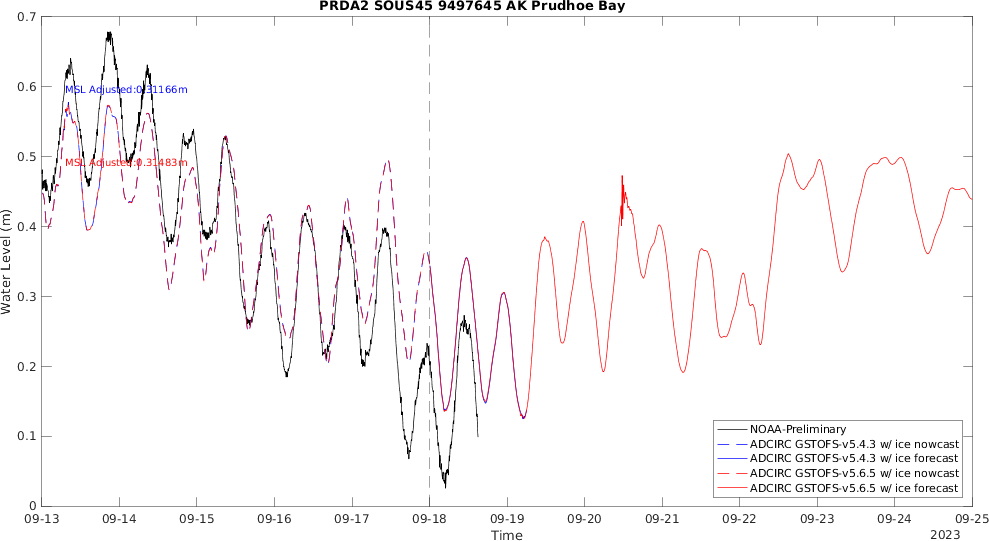 PRDA2 SOUS45 9497645 AK Prudhoe Bay
0.7
0.6
0.5
0.4
0.3
0.2
0.1
0
Water Level (m)
MSL Adjusted:0.31166m
MSL Adjusted:0.31483m
NOAA-Preliminary
ADCIRC GSTOFS-v5.4.3 w/ ice nowcast
ADCIRC GSTOFS-v5.4.3 w/ ice forecast
ADCIRC GSTOFS-v5.6.5 w/ ice nowcast
ADCIRC GSTOFS-v5.6.5 w/ ice forecast
09-13 09-14 09-15 09-16 09-17 09-18 09-19 09-20 09-21 09-22 09-23 09-24 09-25
Time
2023